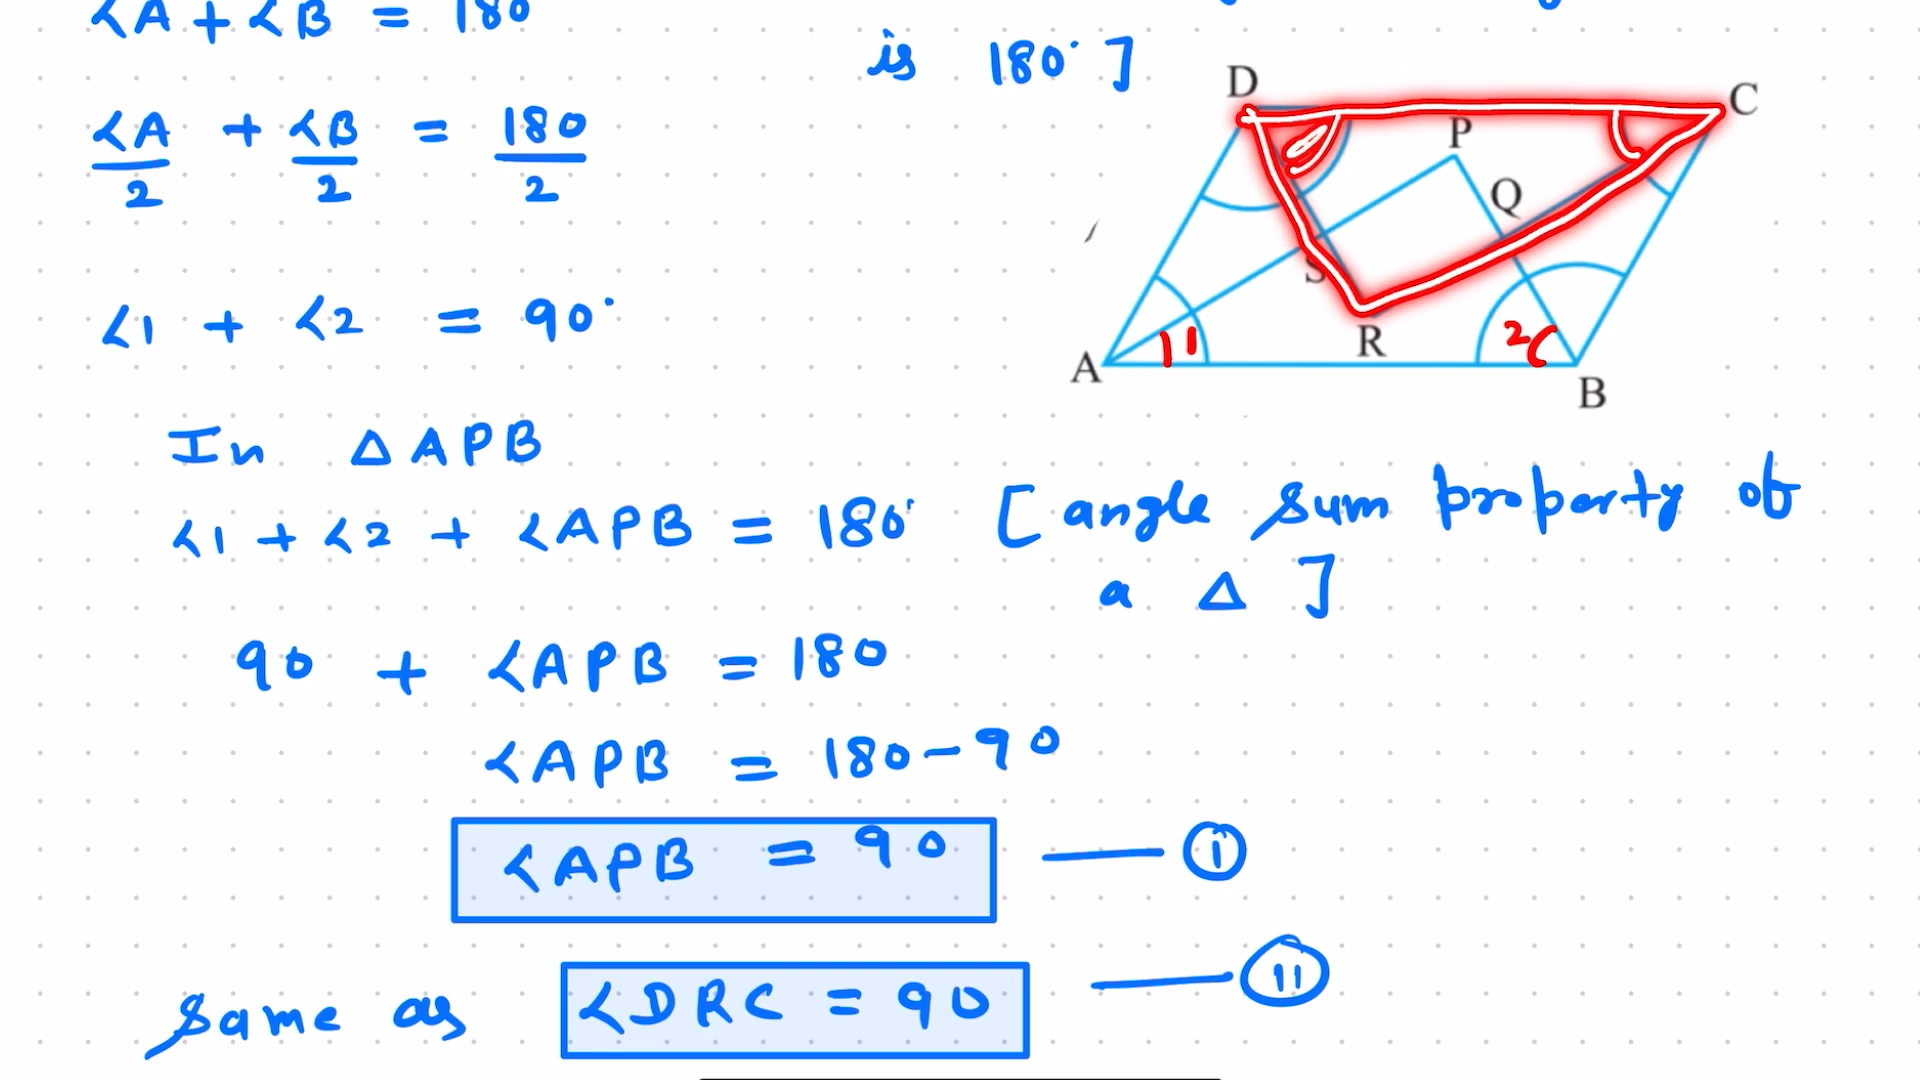 ∠A + ∠B = 180
is 180° ]
∠A/2 + ∠B/2 = 180/2
∠1 + ∠2 = 90°
D
C
P
Q
S
R
A
1
2
B
In Δ APB
∠1 + ∠2 + ∠APB = 180° [ angle sum property of
a Δ ]
90 + ∠APB = 180
∠APB = 180 - 90
∠APB = 90 — (i)
Same as ∠DRC = 90 — (ii)